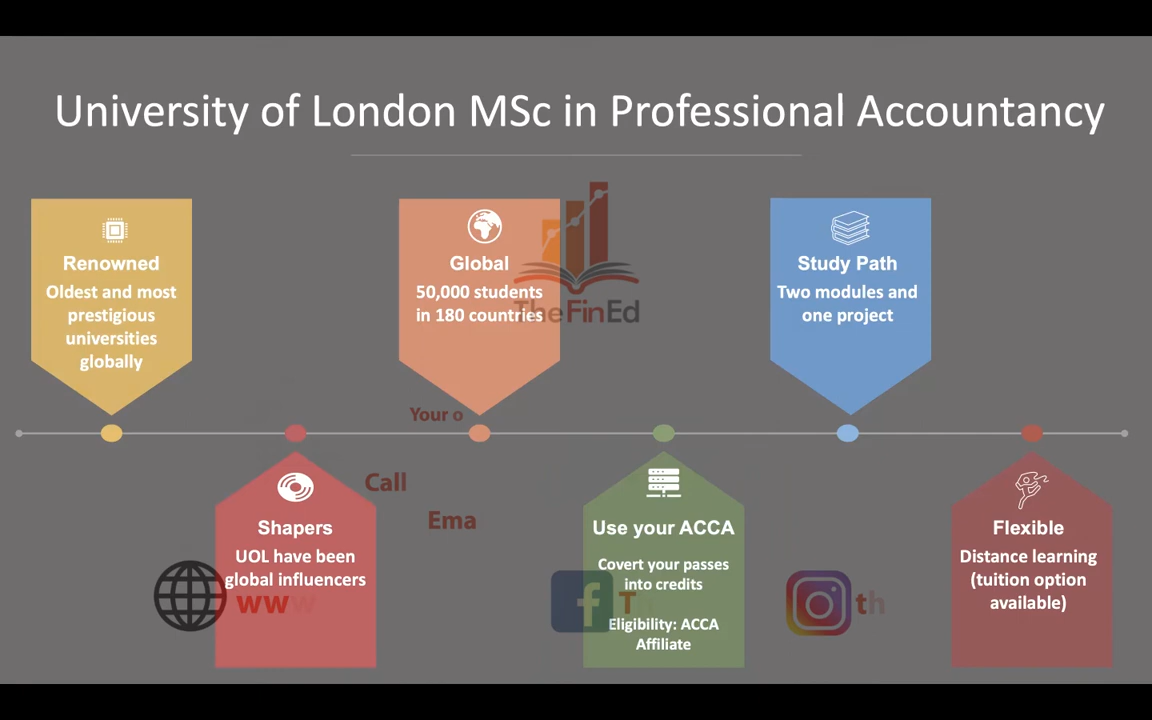 University of London MSc in Professional Accountancy
Renowned
Oldest and most
prestigious
universities
globally
Global
50,000 students
in 180 countries
TheFinEd
Study Path
Two modules and
one project
Your o
Call
Ema
Shapers
UOL have been
global influencers
www
Use your ACCA
Covert your passes
into credits
Eligibility: ACCA
Affiliate
f
T
th
Flexible
Distance learning
(tuition option
available)